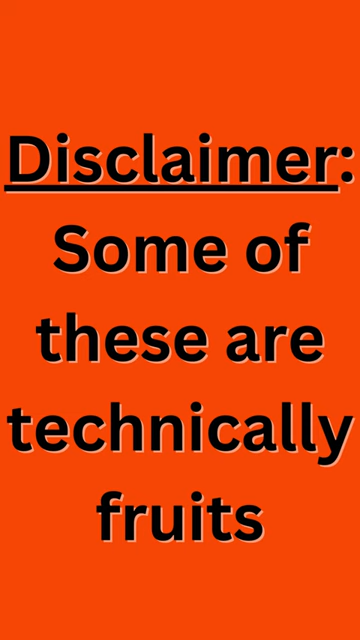 Disclaimer:
Some of
these are
technically
fruits